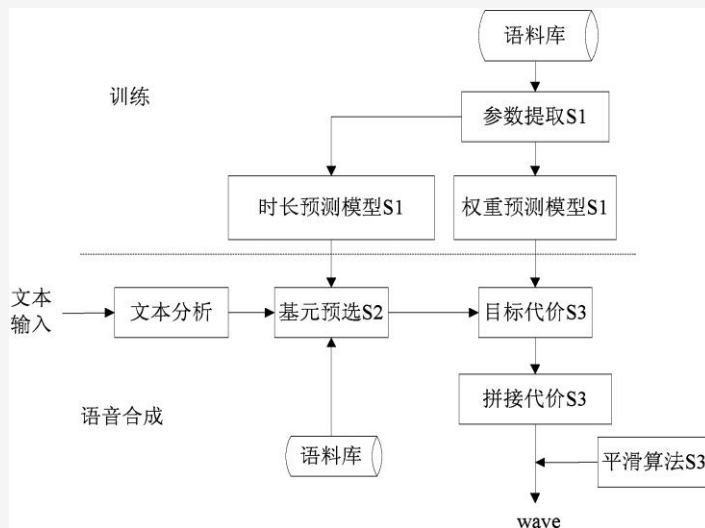 语料库
训练
参数提取S1
时长预测模型S1
权重预测模型S1
文本
输入
文本分析
基元预选S2
目标代价S3
拼接代价S3
语音合成
语料库
平滑算法S3
wave